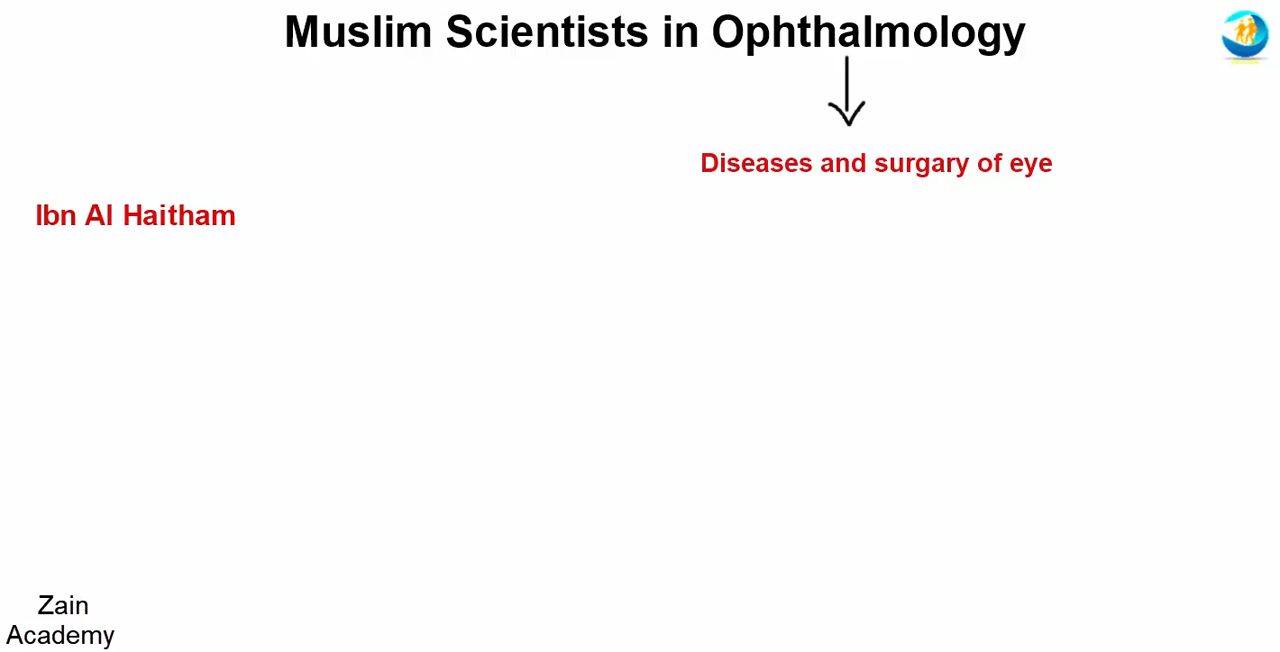 Muslim Scientists in Ophthalmology
Diseases and surgary of eye
Ibn Al Haitham
Zain
Academy